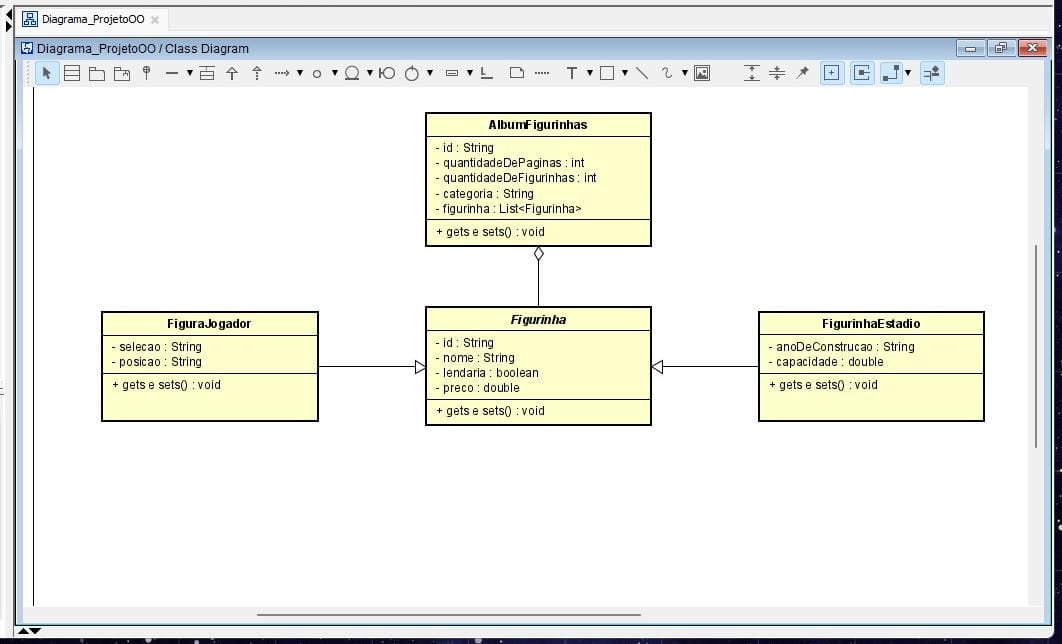 Diagrama_ProjetoOO
Diagrama_ProjetoOO / Class Diagram
AlbumFigurinhas
- id : String
- quantidadeDePaginas : int
- quantidadeDeFigurinhas : int
- categoria : String
- figurinha : List<Figurinha>
+ gets e sets() : void
FiguraJogador
- selecao : String
- posicao : String
+ gets e sets() : void
Figurinha
- id : String
- nome : String
- lendaria : boolean
- preco : double
+ gets e sets() : void
FigurinhaEstadio
- anoDeConstrucao : String
- capacidade : double
+ gets e sets() : void